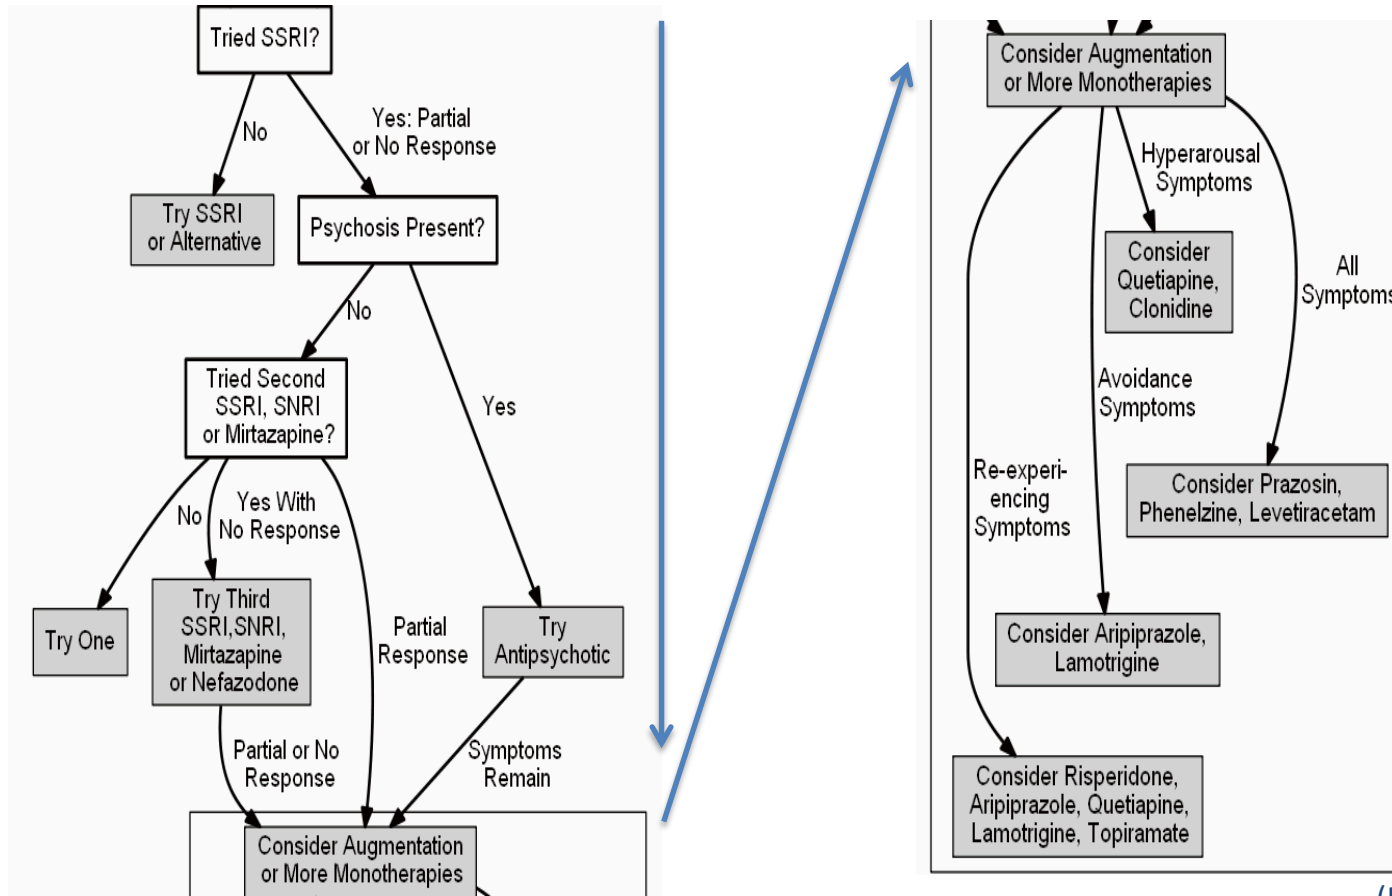 Tried SSRI?
No
Yes: Partial
or No Response
Try SSRI
or Alternative
Psychosis Present?
No
Yes
Tried Second
SSRI, SNRI
or Mirtazapine?
No
Yes With
No Response
Partial
Response
Try One
Try Third
SSRI,SNRI,
Mirtazapine
or Nefazodone
Try
Antipsychotic
Partial or No
Response
Symptoms
Remain
Consider Augmentation
or More Monotherapies
Consider Augmentation
or More Monotherapies
Hyperarousal
Symptoms
Consider
Quetiapine,
Clonidine
All
Symptoms
Avoidance
Symptoms
Re-experi-
encing
Symptoms
Consider Prazosin,
Phenelzine, Levetiracetam
Consider Aripiprazole,
Lamotrigine
Consider Risperidone,
Aripiprazole, Quetiapine,
Lamotrigine, Topiramate